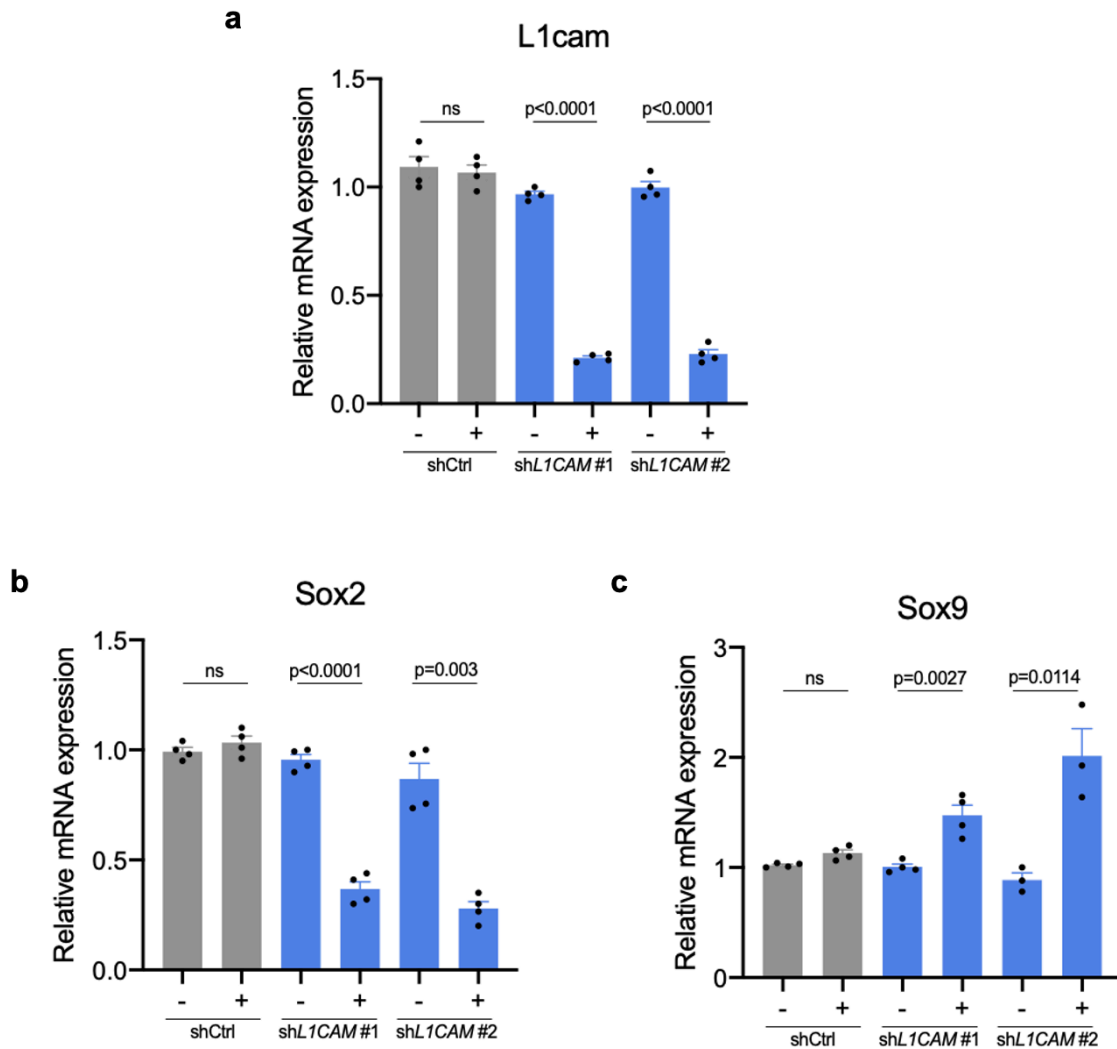 a
L1cam
Relative mRNA expression
1.5
1.0
0.5
0.0
ns
p<0.0001
p<0.0001
- + - + - +
shCtrl shL1CAM #1 shL1CAM #2
b
Sox2
Relative mRNA expression
1.5
1.0
0.5
0.0
ns
p<0.0001
p=0.003
- + - + - +
shCtrl shL1CAM #1 shL1CAM #2
c
Sox9
Relative mRNA expression
3
2
1
0
ns
p=0.0027
p=0.0114
- + - + - +
shCtrl shL1CAM #1 shL1CAM #2